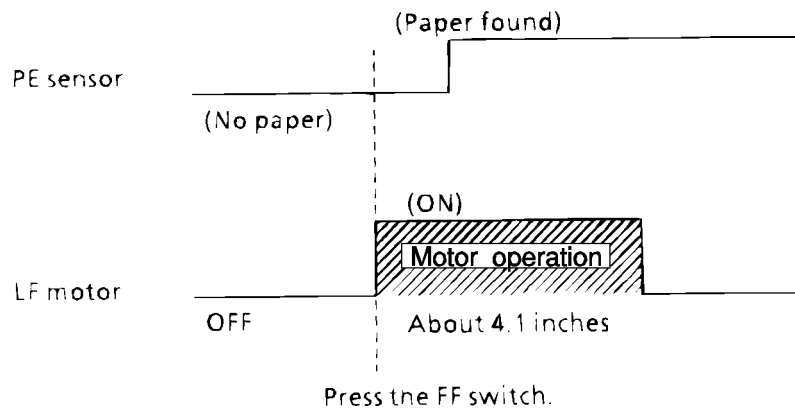 (Paper found)
PE sensor
(No paper)
(ON)
Motor operation
LF motor
OFF
About 4.1 inches
Press the FF switch.